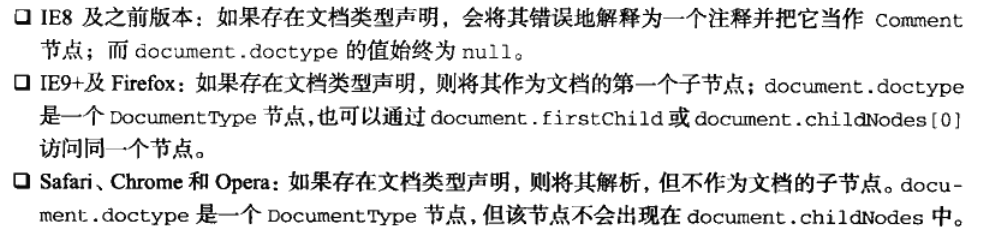 ❑ IE8 及之前版本：如果存在文档类型声明，会将其错误地解释为一个注释并把它当作 Comment
节点；而 document.doctype 的值始终为 null。
❑ IE9+及 Firefox：如果存在文档类型声明，则将其作为文档的第一个子节点；document.doctype
是一个 DocumentType 节点，也可以通过 document.firstChild 或 document.childNodes[0]
访问同一个节点。
❑ Safari、Chrome 和 Opera：如果存在文档类型声明，则将其解析，但不作为文档的子节点。docu-
ment.doctype 是一个 DocumentType 节点，但该节点不会出现在 document.childNodes 中。